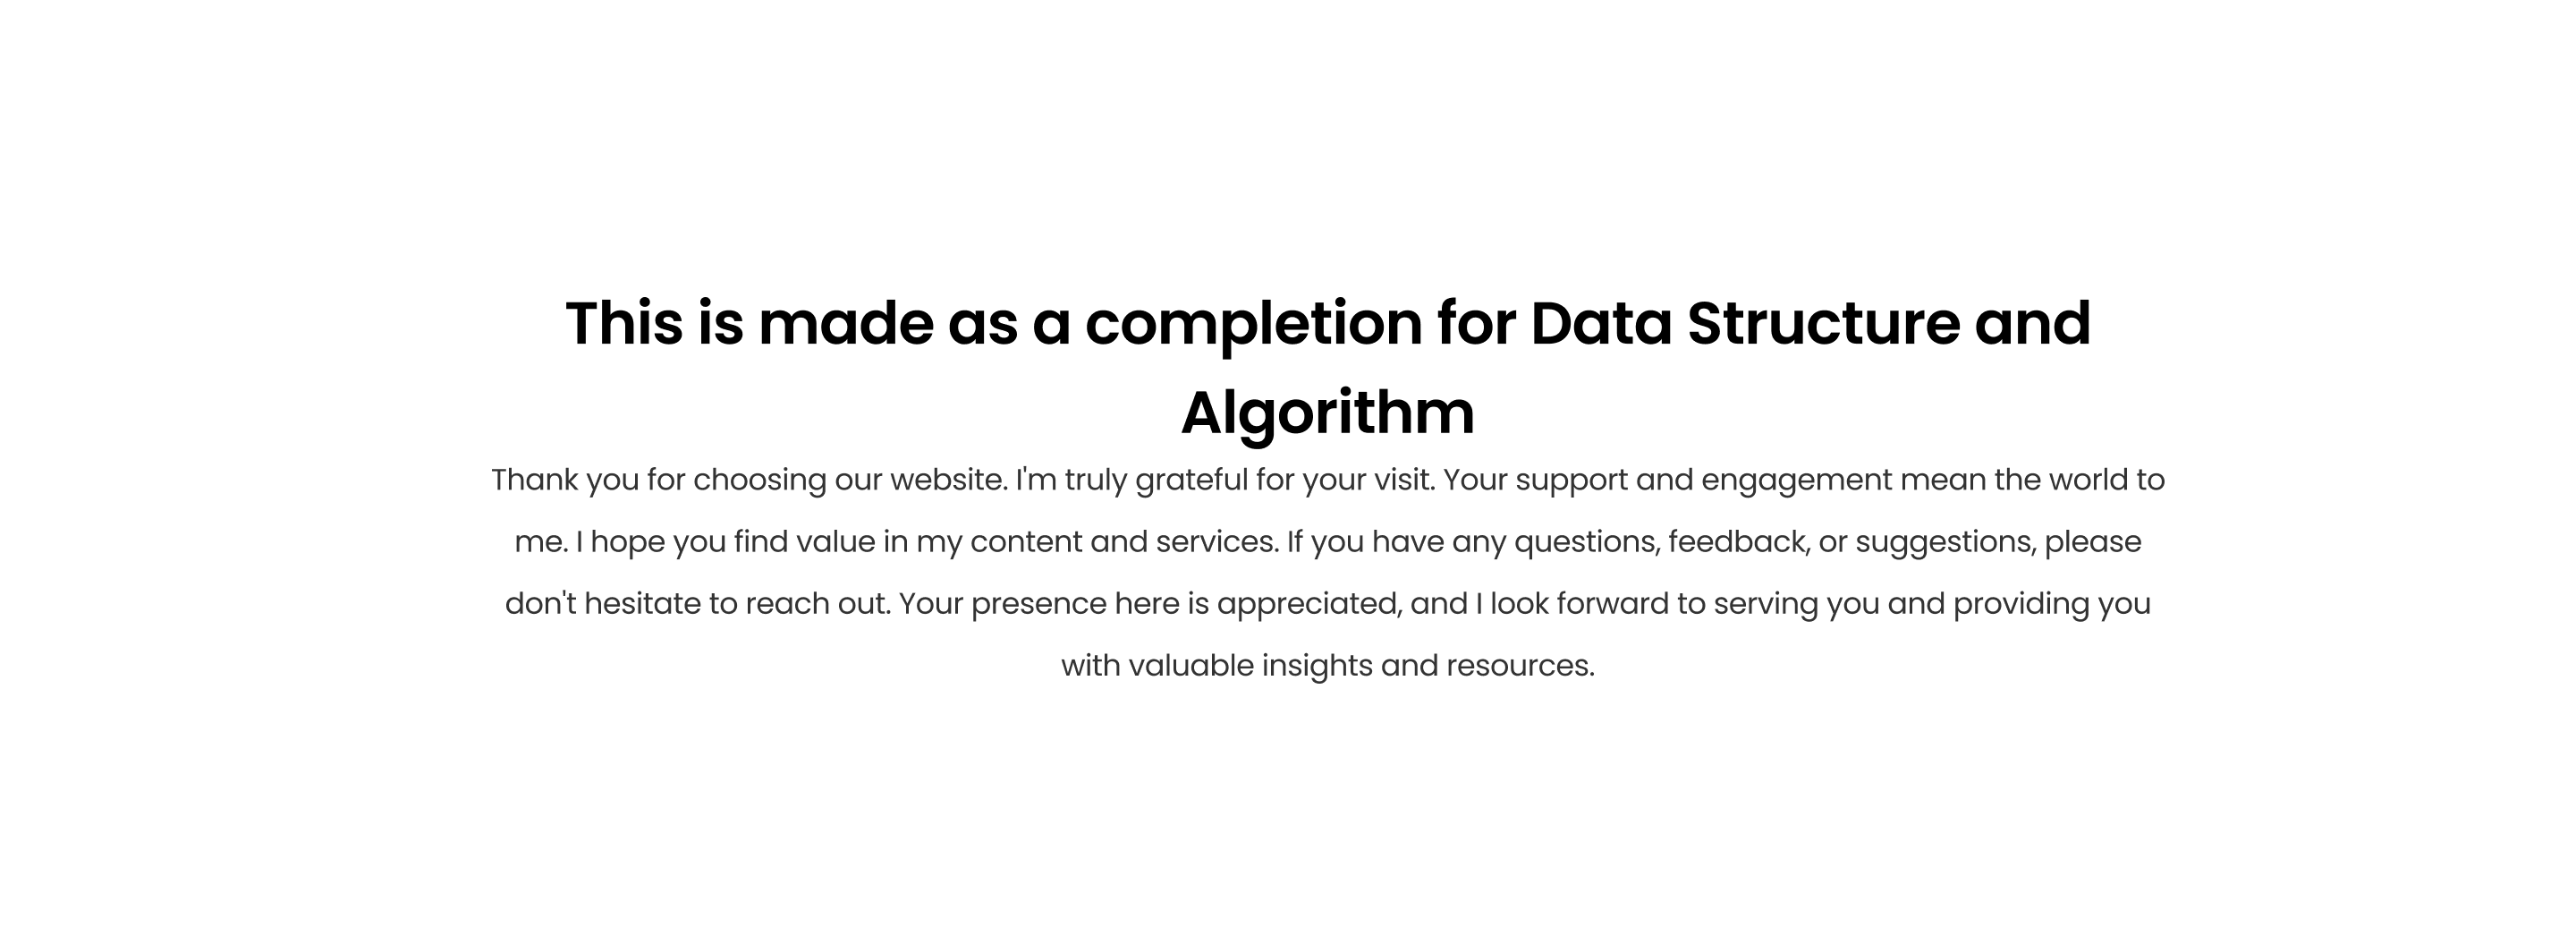 This is made as a completion for Data Structure and
Algorithm
Thank you for choosing our website. I'm truly grateful for your visit. Your support and engagement mean the world to
me. I hope you find value in my content and services. If you have any questions, feedback, or suggestions, please
don't hesitate to reach out. Your presence here is appreciated, and I look forward to serving you and providing you
with valuable insights and resources.